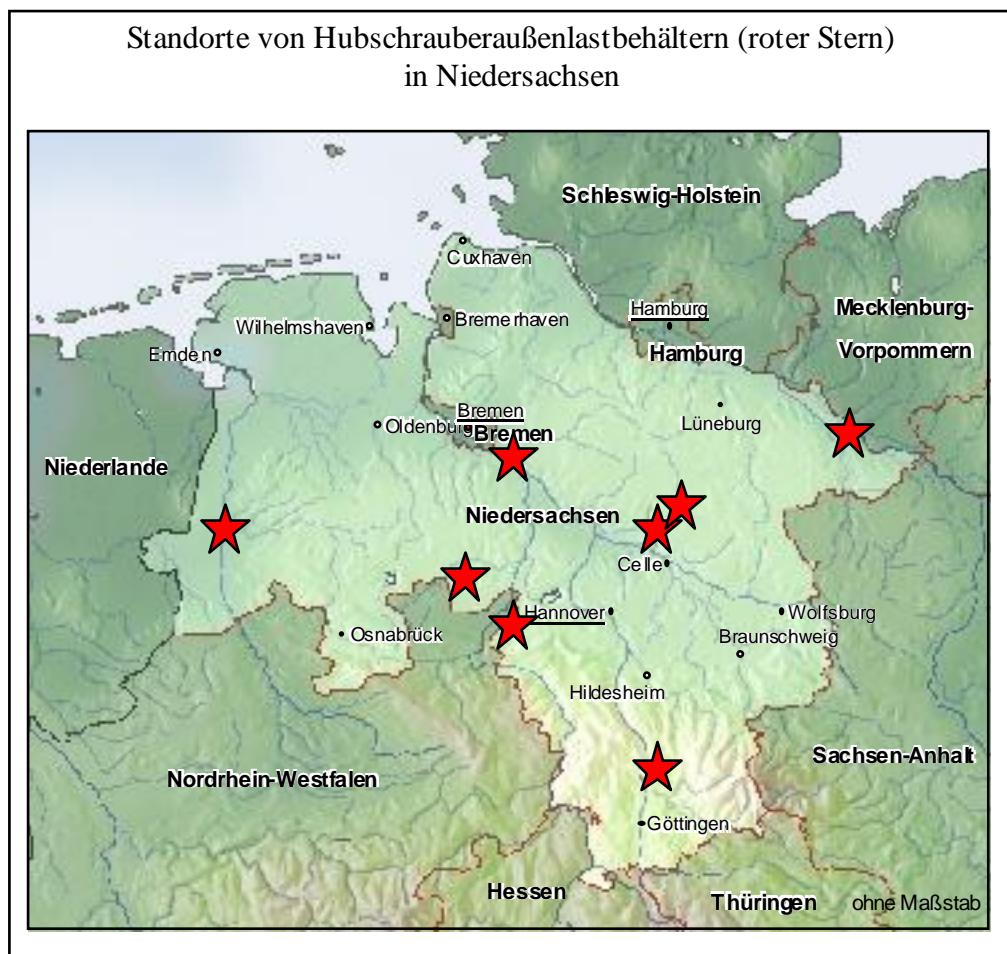 Standorte von Hubschrauberaußenlastbehältern (roter Stern)
in Niedersachsen
Schleswig-Holstein
Cuxhaven
Mecklenburg-
Vorpommern
Hamburg
Wilhelmshaven
Bremerhaven
Hamburg
Emden
Bremen
Lüneburg
Oldenburg
Bremen
Niederlande
Niedersachsen
Celle
Hannover
Wolfsburg
Osnabrück
Braunschweig
Hildesheim
Sachsen-Anhalt
Nordrhein-Westfalen
Göttingen
Hessen
Thüringen
ohne Maßstab